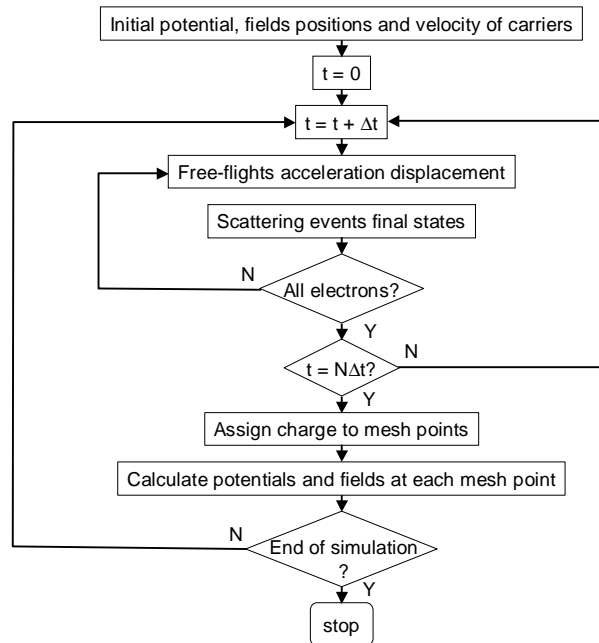 Initial potential, fields positions and velocity of carriers
t = 0
t = t + Δt
Free-flights acceleration displacement
Scattering events final states
N
All electrons?
Y
t = NΔt?
N
Y
Assign charge to mesh points
Calculate potentials and fields at each mesh point
N
End of simulation
?
Y
stop